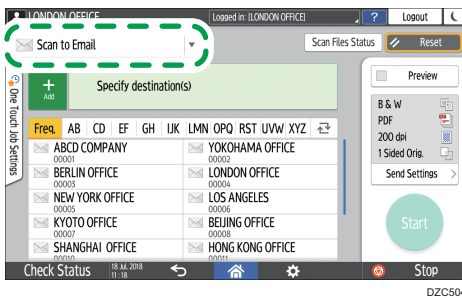 LONDON OFFICE
Logged in: [LONDON OFFICE]
?
Logout
Scan to Email
Scan Files Status
Reset
One Touch Job Settings
Add
Specify destination(s)
Preview
B & W
PDF
200 dpi
1 Sided Orig.
Send Settings
Start
Freq. AB CD EF GH IJK LMN OPQ RST UVW XYZ
ABCD COMPANY
00001
YOKOHAMA OFFICE
00002
BERLIN OFFICE
00003
LONDON OFFICE
00004
NEW YORK OFFICE
00005
LOS ANGELES
00006
KYOTO OFFICE
00007
BEIJING OFFICE
00008
SHANGHAI OFFICE
00010
HONG KONG OFFICE
00011
Check Status
18 Jul. 2018
11:18
Stop
DZC504